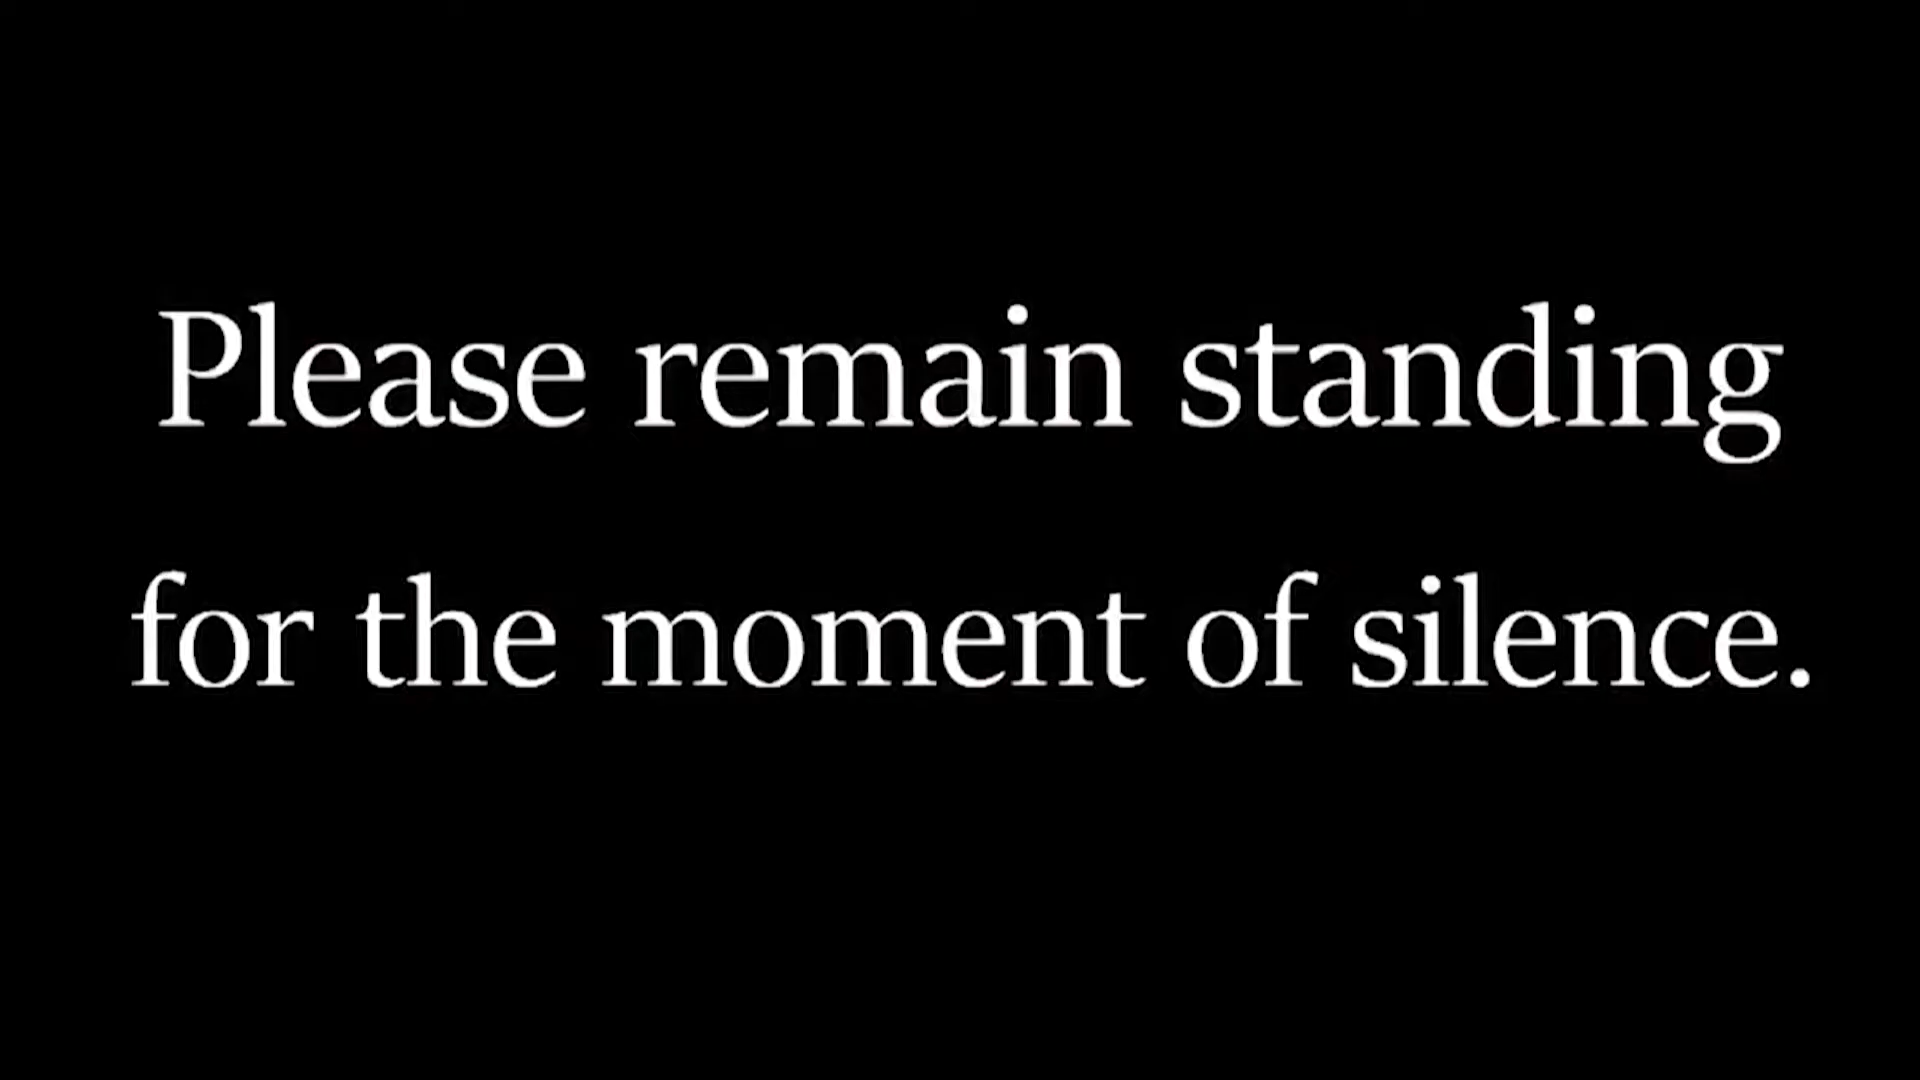 Please remain standing
for the moment of silence.